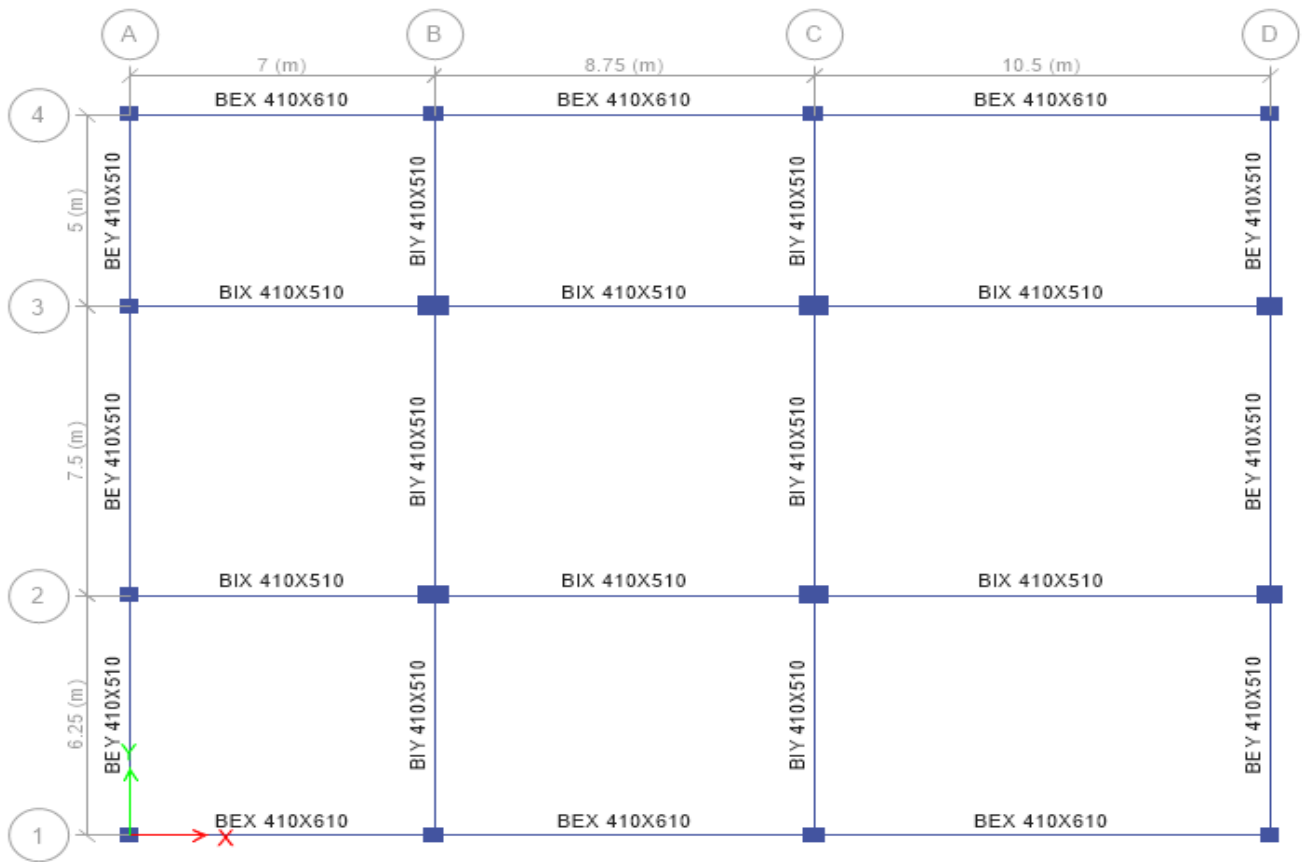 A B C D
7 (m) 8.75 (m) 10.5 (m)
BEX 410X610 BEX 410X610 BEX 410X610
4
5 (m) BEY 410X510 BIY 410X510 BIY 410X510 BEY 410X510
BIX 410X510 BIX 410X510 BIX 410X510
3
7.5 (m) BEY 410X510 BIY 410X510 BIY 410X510 BEY 410X510
BIX 410X510 BIX 410X510 BIX 410X510
2
6.25 (m) BEY 410X510 BIY 410X510 BIY 410X510 BEY 410X510
Y
BEX 410X610 BEX 410X610 BEX 410X610
1 X